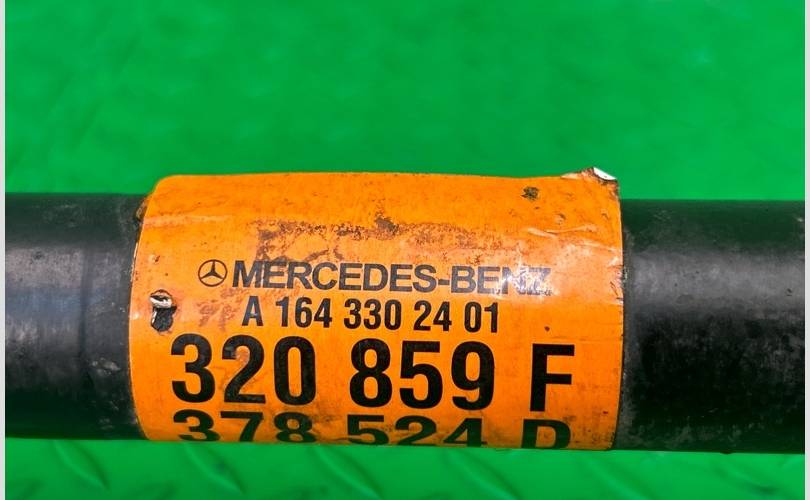 MERCEDES-BENZ
A 164 330 24 01
320 859 F
378 524 D